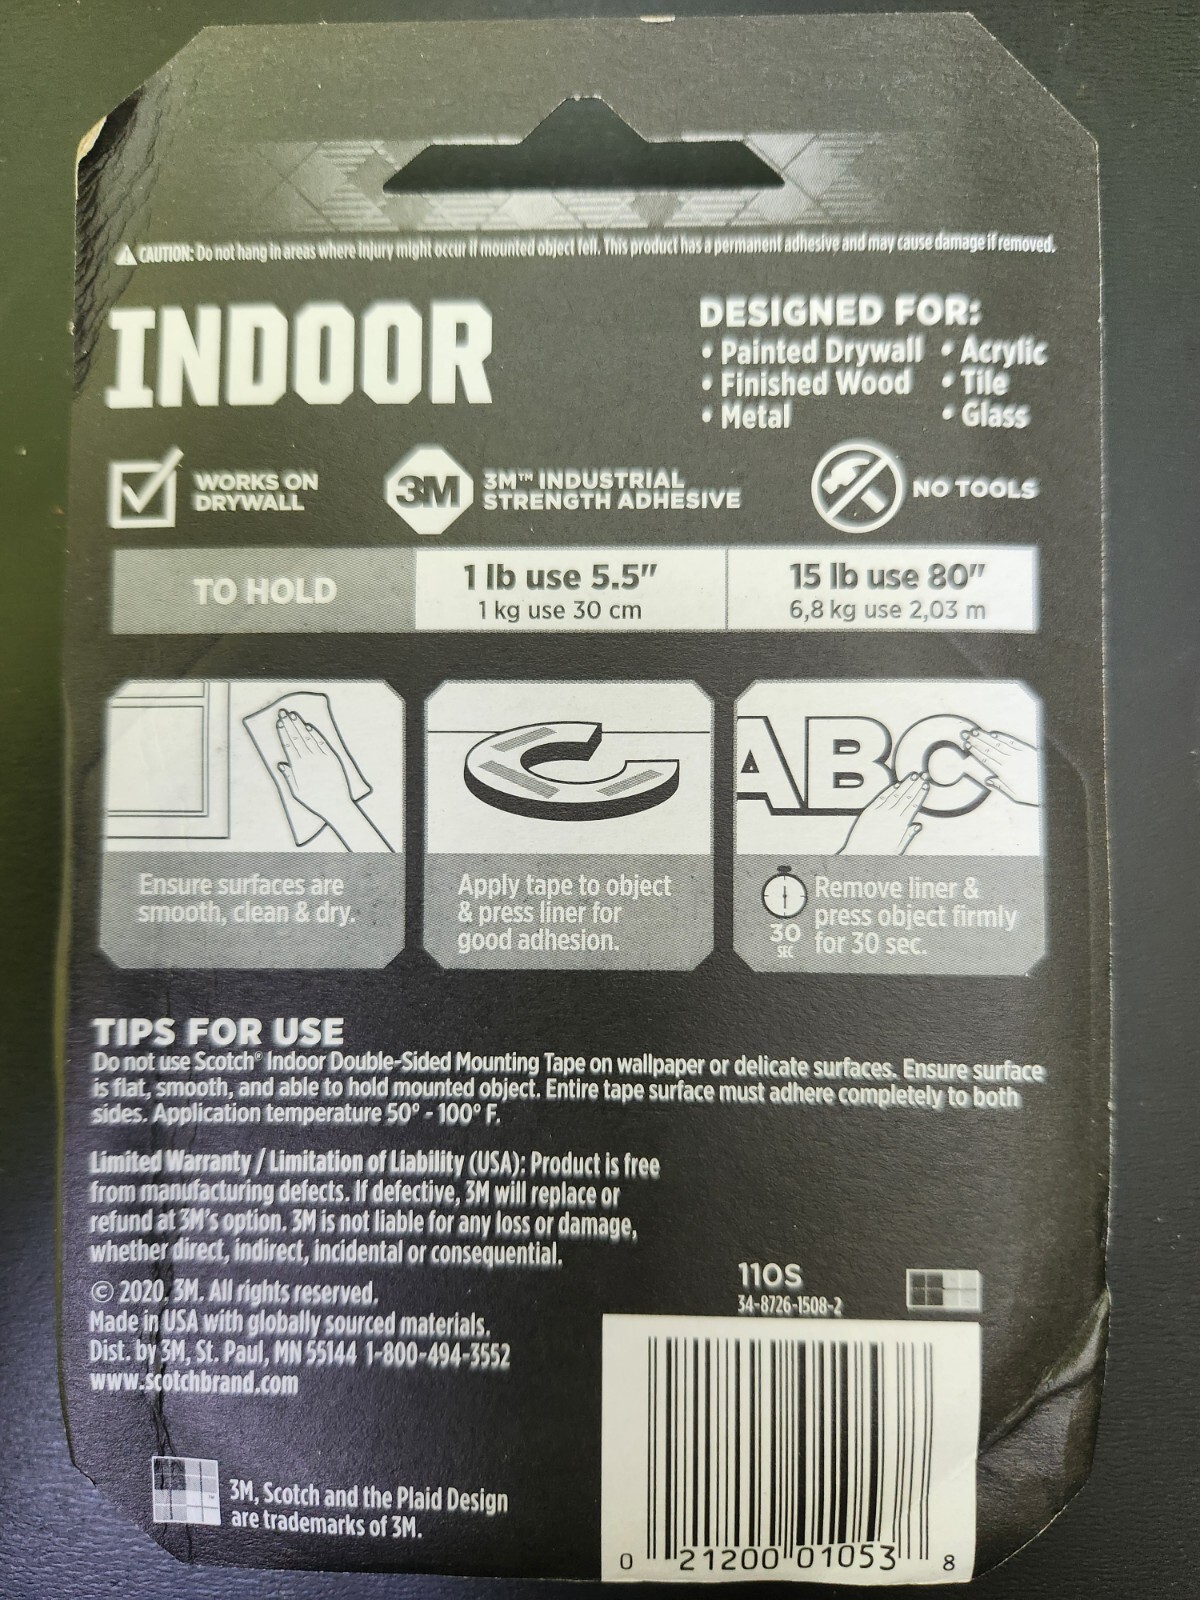 CAUTION: Do not hang in areas where injury might occur if mounted object fell. This product has a permanent adhesive and may cause damage if removed.
INDOOR
DESIGNED FOR:
• Painted Drywall • Acrylic
• Finished Wood • Tile
• Metal • Glass
WORKS ON
DRYWALL
3M
3M™ INDUSTRIAL
STRENGTH ADHESIVE
NO TOOLS
TO HOLD
1 lb use 5.5"
1 kg use 30 cm
15 lb use 80"
6,8 kg use 2,03 m
ABC
Ensure surfaces are
smooth, clean & dry.
Apply tape to object
& press liner for
good adhesion.
30
SEC
Remove liner &
press object firmly
for 30 sec.
TIPS FOR USE
Do not use Scotch® Indoor Double-Sided Mounting Tape on wallpaper or delicate surfaces. Ensure surface
is flat, smooth, and able to hold mounted object. Entire tape surface must adhere completely to both
sides. Application temperature 50° - 100° F.
Limited Warranty / Limitation of Liability (USA): Product is free
from manufacturing defects. If defective, 3M will replace or
refund at 3M's option. 3M is not liable for any loss or damage,
whether direct, indirect, incidental or consequential.
© 2020, 3M. All rights reserved.
Made in USA with globally sourced materials.
Dist. by 3M, St. Paul, MN 55144 1-800-494-3552
www.scotchbrand.com
3M, Scotch and the Plaid Design
are trademarks of 3M.
110S
34-8726-1508-2
0 21200 01053 8